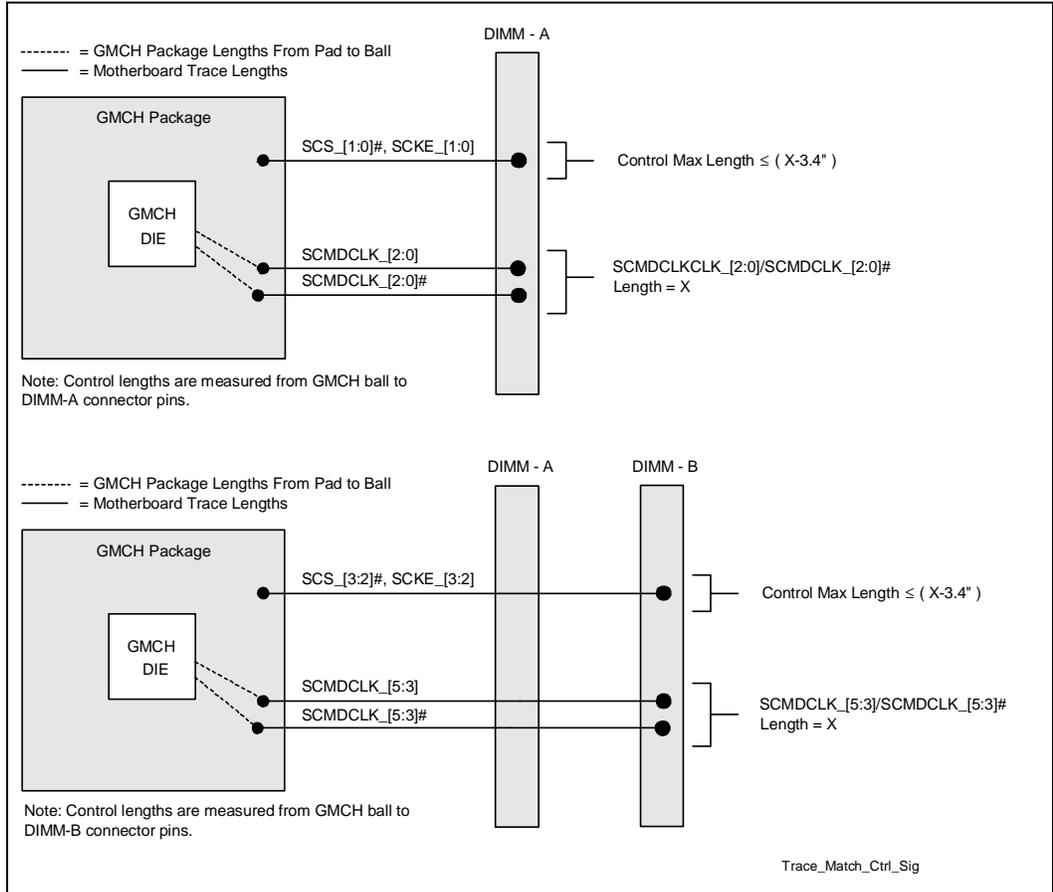 DIMM - A
= GMCH Package Lengths From Pad to Ball
= Motherboard Trace Lengths
GMCH Package
SCS_[1:0]#, SCKE_[1:0]
Control Max Length ≤ ( X-3.4" )
GMCH
DIE
SCMDCLK_[2:0]
SCMDCLK_[2:0]#
SCMDCLKCLK_[2:0]/SCMDCLK_[2:0]#
Length = X
Note: Control lengths are measured from GMCH ball to
DIMM-A connector pins.
DIMM - A
DIMM - B
= GMCH Package Lengths From Pad to Ball
= Motherboard Trace Lengths
GMCH Package
SCS_[3:2]#, SCKE_[3:2]
Control Max Length ≤ ( X-3.4" )
GMCH
DIE
SCMDCLK_[5:3]
SCMDCLK_[5:3]#
SCMDCLK_[5:3]/SCMDCLK_[5:3]#
Length = X
Note: Control lengths are measured from GMCH ball to
DIMM-B connector pins.
Trace_Match_Ctrl_Sig